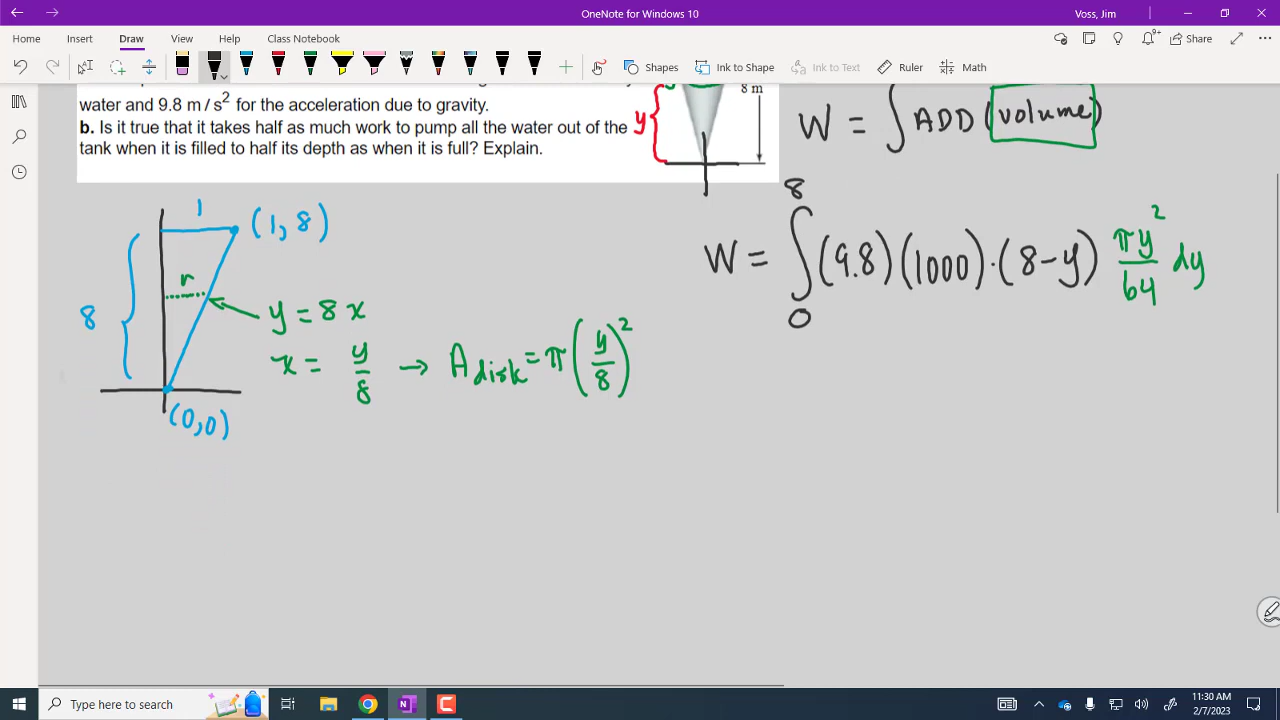 OneNote for Windows 10
Voss, Jim
Home Insert Draw View Help Class Notebook
Share
Shapes Ink to Shape Ink to Text Ruler Math
water and 9.8 m / s² for the acceleration due to gravity.
b. Is it true that it takes half as much work to pump all the water out of the
tank when it is filled to half its depth as when it is full? Explain.
y
8 m
W = ∫ ADD (volume)
1
(1, 8)
8
r
y = 8x
x = y/8 → A disk = π(y/8)²
(0,0)
W = ∫₀⁸ (9.8)(1000)·(8-y) πy²/64 dy
Type here to search
11:30 AM
2/7/2023